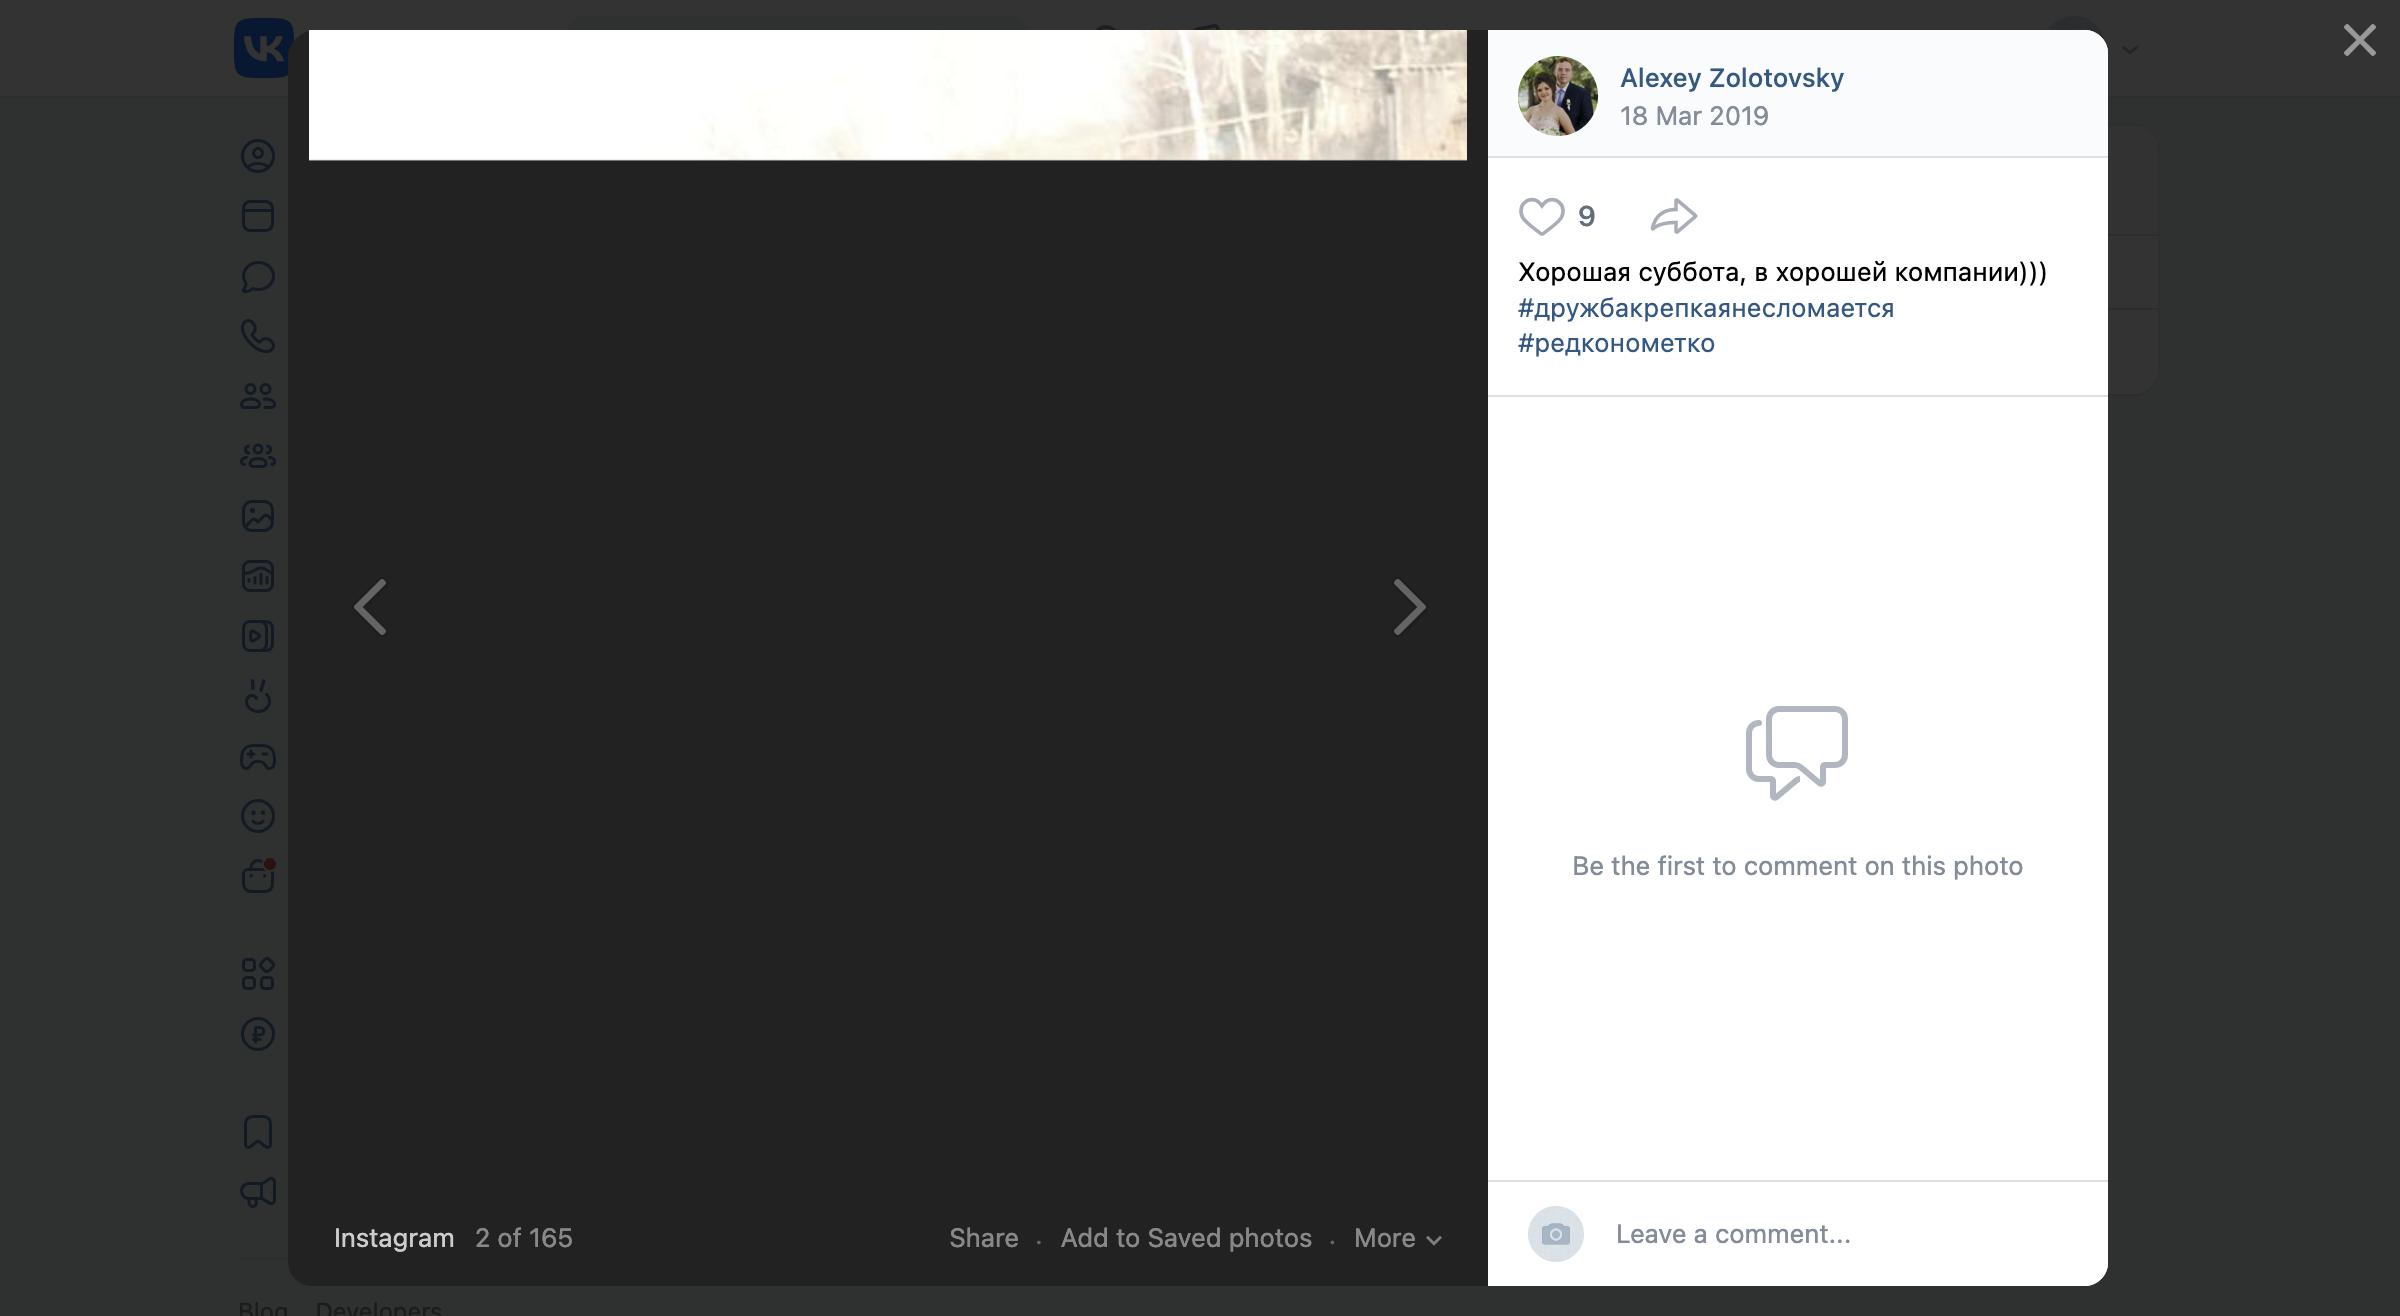 VK
Alexey Zolotovsky
18 Mar 2019
9
Хорошая суббота, в хорошей компании)))
#дружбакрепкаянесломается
#редконометко
Be the first to comment on this photo
Leave a comment...
Instagram 2 of 165
Share · Add to Saved photos · More
Blog Developers